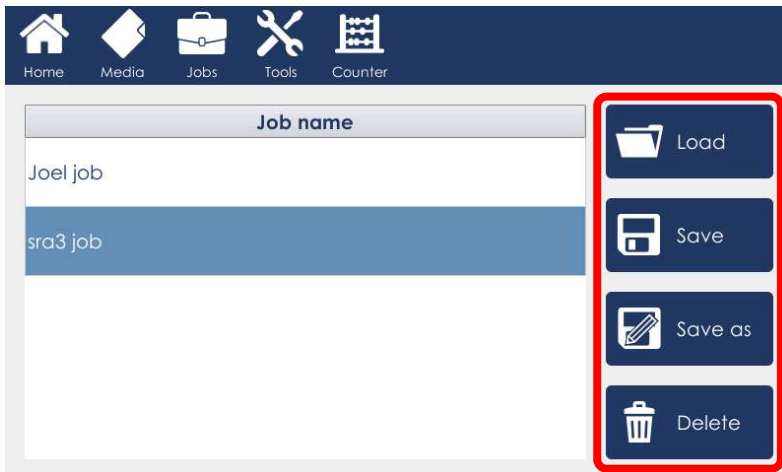 Home Media Jobs Tools Counter
Job name
Joel job
sra3 job
Load
Save
Save as
Delete